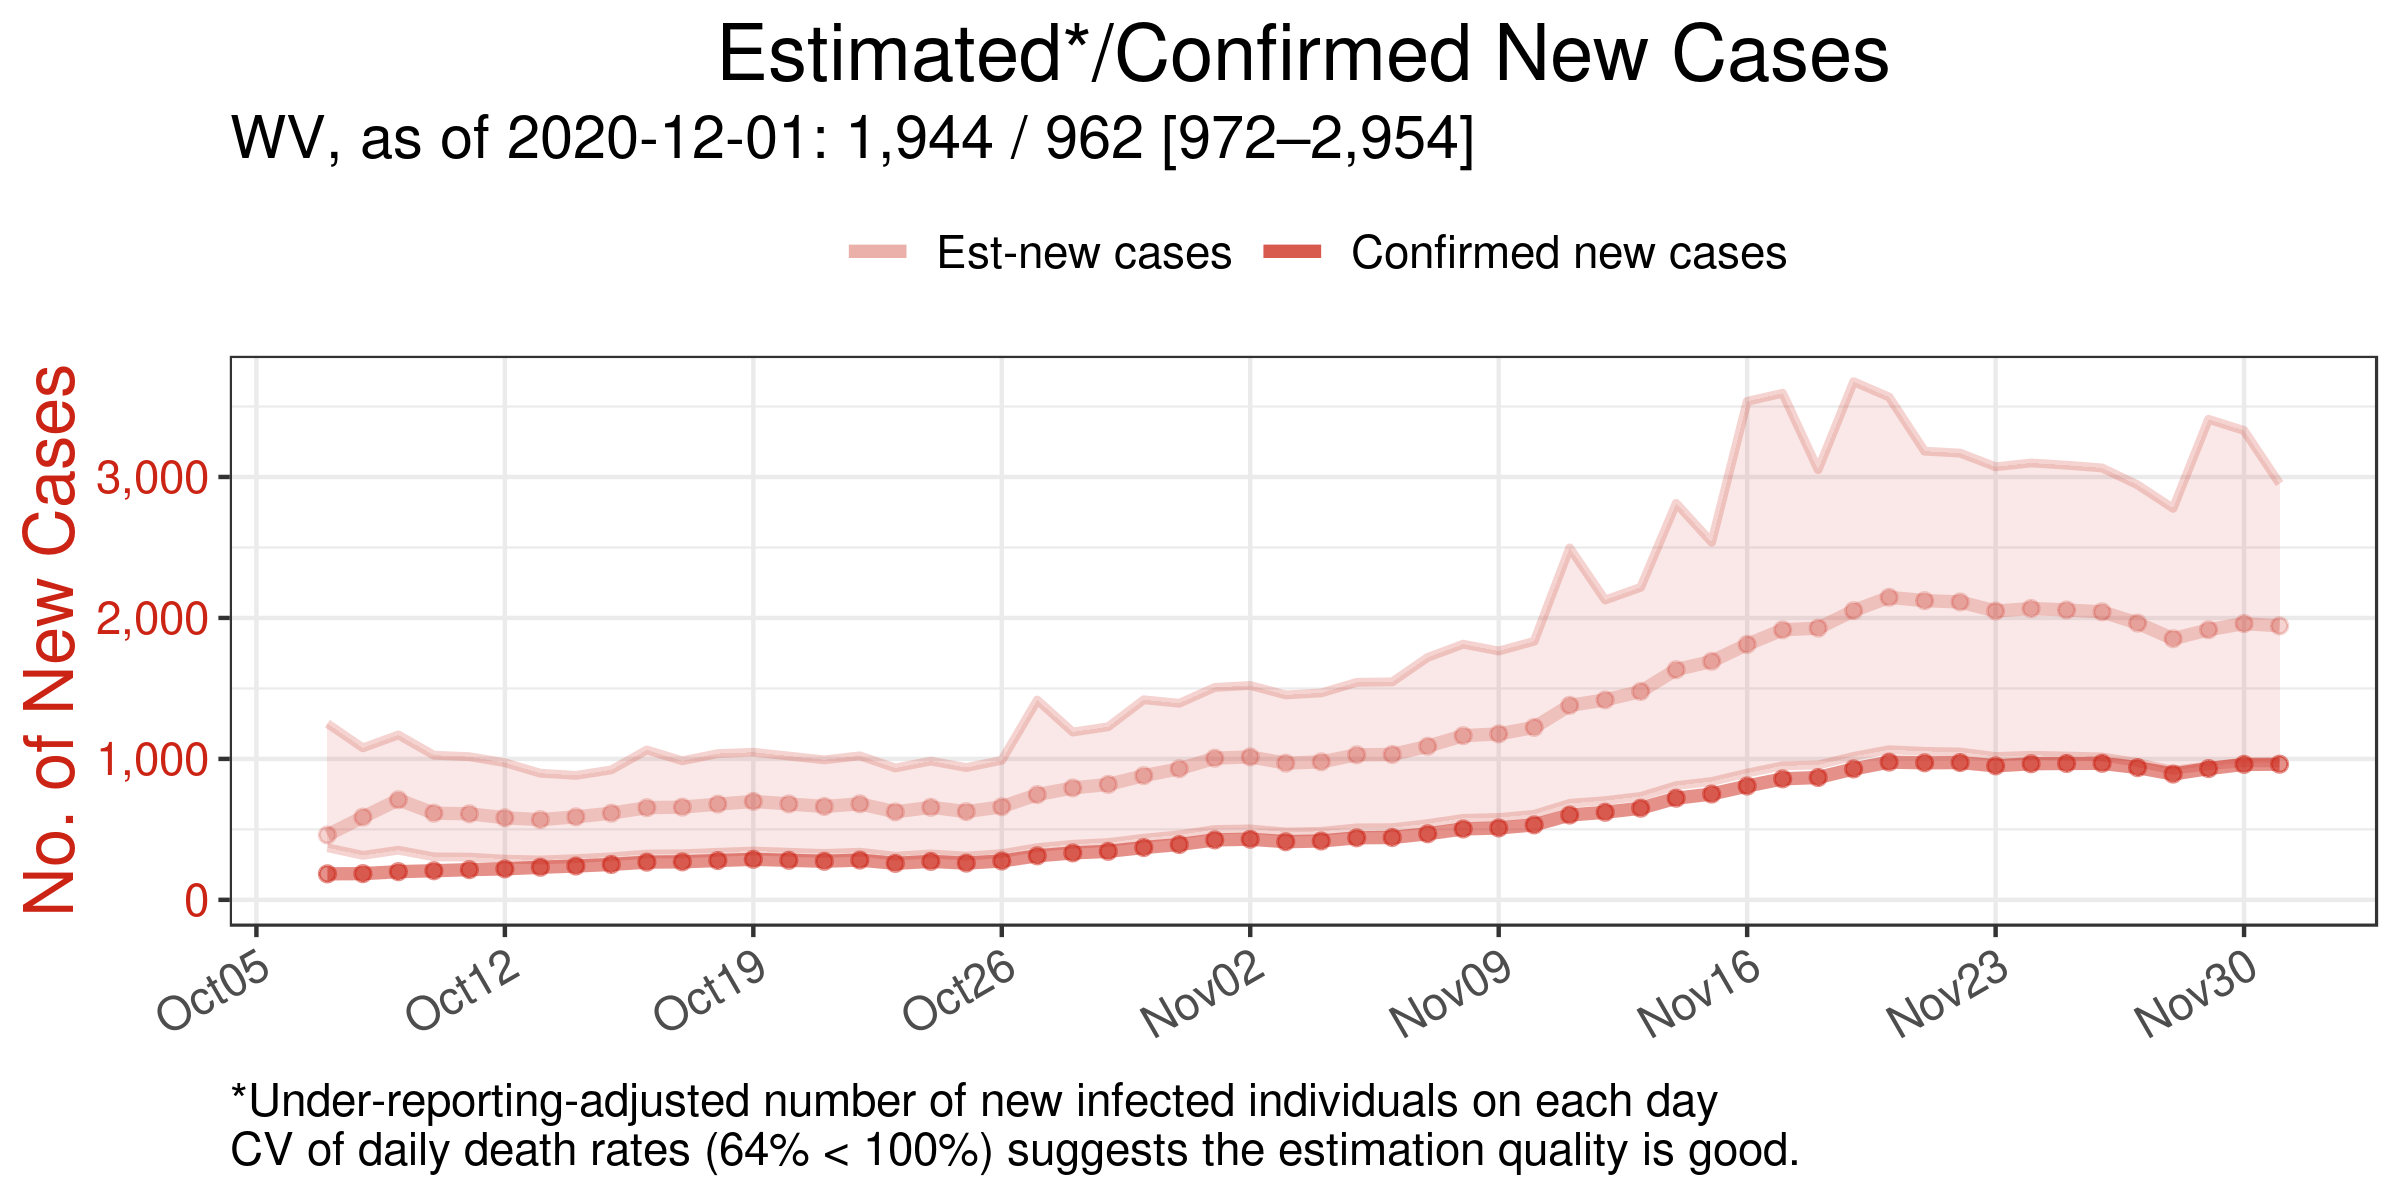 Estimated*/Confirmed New Cases
WV, as of 2020-12-01: 1,944 / 962 [972–2,954]
Est-new cases Confirmed new cases
No. of New Cases
3,000
2,000
1,000
0
Oct05 Oct12 Oct19 Oct26 Nov02 Nov09 Nov16 Nov23 Nov30
*Under-reporting-adjusted number of new infected individuals on each day
CV of daily death rates (64% < 100%) suggests the estimation quality is good.